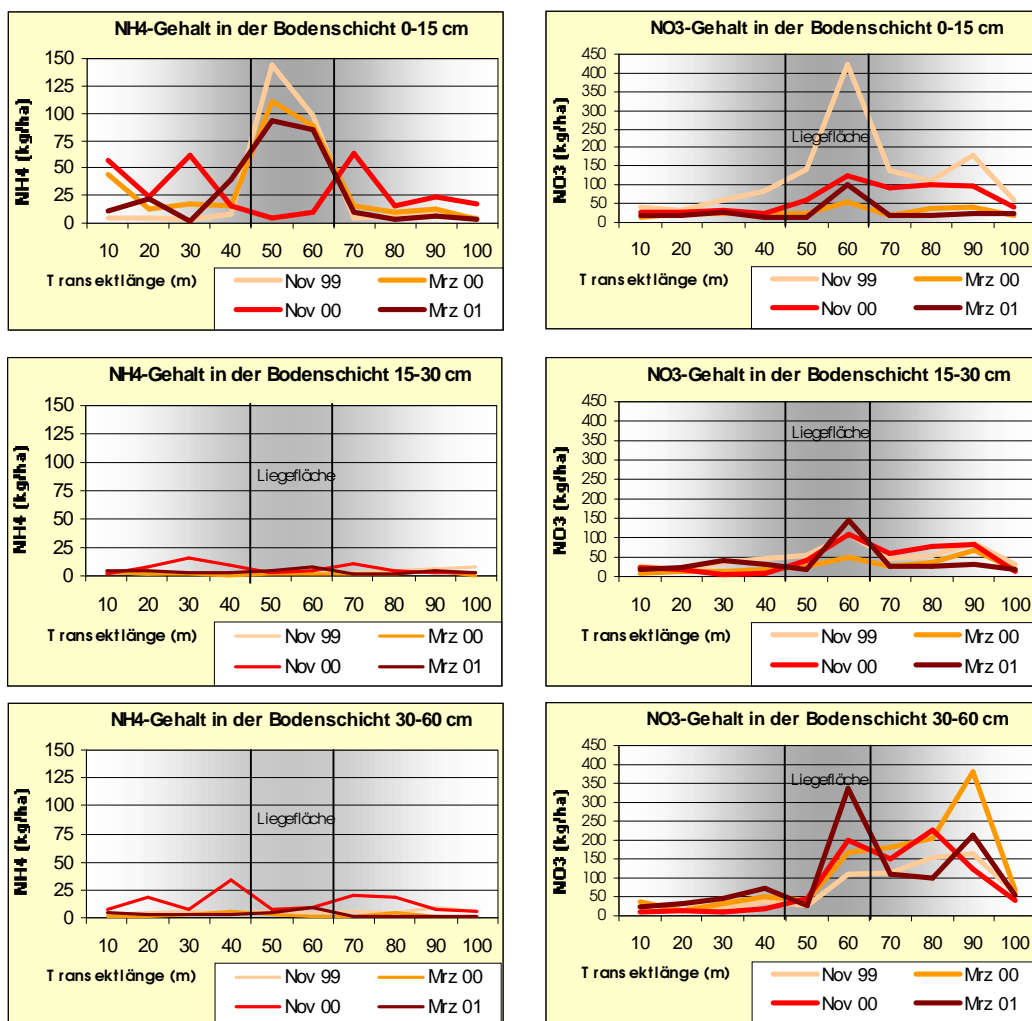 NH4-Gehalt in der Bodenschicht 0-15 cm
NH4 (kg/ha)
150
125
100
75
50
25
0
10 20 30 40 50 60 70 80 90 100
Transektlänge (m)
Nov 99 Mrz 00
Nov 00 Mrz 01
NO3-Gehalt in der Bodenschicht 0-15 cm
NO3 (kg/ha)
450
400
350
300
250
200
150
100
50
0
Liegefläche
10 20 30 40 50 60 70 80 90 100
Transektlänge (m)
Nov 99 Mrz 00
Nov 00 Mrz 01
NH4-Gehalt in der Bodenschicht 15-30 cm
NH4 (kg/ha)
150
125
100
75
50
25
0
Liegefläche
10 20 30 40 50 60 70 80 90 100
Transektlänge (m)
Nov 99 Mrz 00
Nov 00 Mrz 01
NO3-Gehalt in der Bodenschicht 15-30 cm
NO3 (kg/ha)
450
400
350
300
250
200
150
100
50
0
Liegefläche
10 20 30 40 50 60 70 80 90 100
Transektlänge (m)
Nov 99 Mrz 00
Nov 00 Mrz 01
NH4-Gehalt in der Bodenschicht 30-60 cm
NH4 (kg/ha)
150
125
100
75
50
25
0
Liegefläche
10 20 30 40 50 60 70 80 90 100
Transektlänge (m)
Nov 99 Mrz 00
Nov 00 Mrz 01
NO3-Gehalt in der Bodenschicht 30-60 cm
NO3 (kg/ha)
450
400
350
300
250
200
150
100
50
0
Liegefläche
10 20 30 40 50 60 70 80 90 100
Transektlänge (m)
Nov 99 Mrz 00
Nov 00 Mrz 01